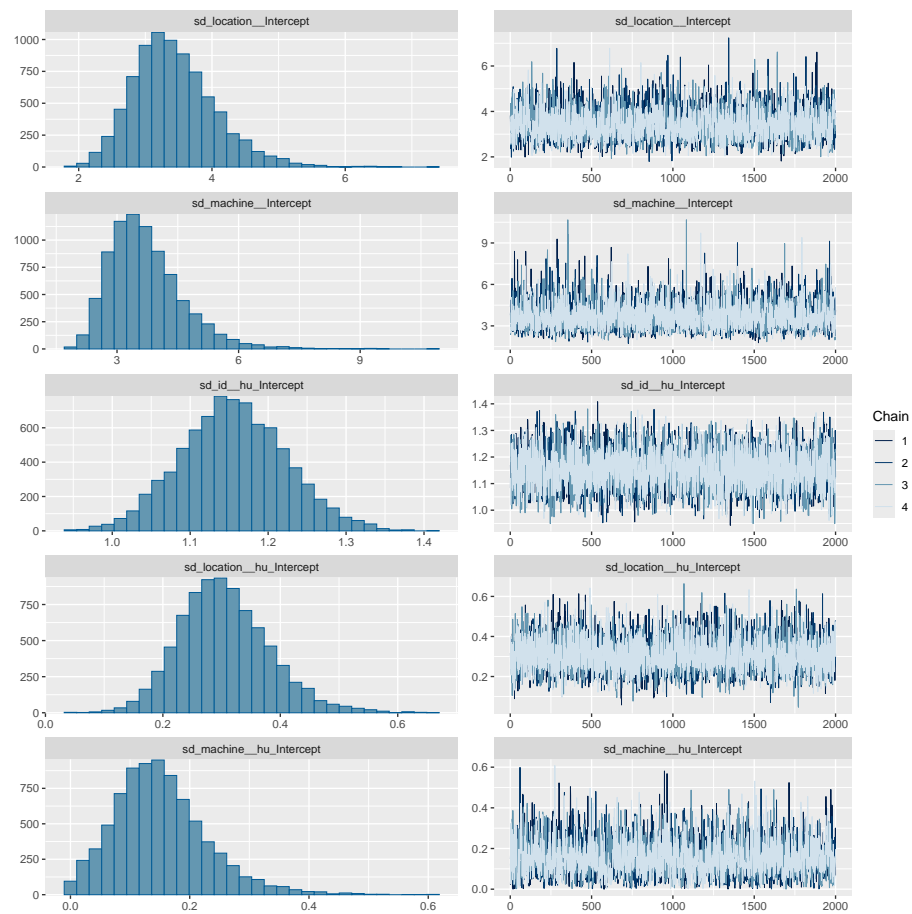 sd_location__Intercept
1000
750
500
250
0
2 4 6
sd_location__Intercept
6
4
2
0 500 1000 1500 2000
sd_machine__Intercept
1000
750
500
250
0
3 6 9
sd_machine__Intercept
9
6
3
0 500 1000 1500 2000
sd_id__hu_Intercept
600
400
200
0
1.0 1.1 1.2 1.3 1.4
sd_id__hu_Intercept
1.4
1.3
1.2
1.1
1.0
0 500 1000 1500 2000
sd_location__hu_Intercept
750
500
250
0
0.0 0.2 0.4 0.6
sd_location__hu_Intercept
0.6
0.4
0.2
0 500 1000 1500 2000
sd_machine__hu_Intercept
750
500
250
0
0.0 0.2 0.4 0.6
sd_machine__hu_Intercept
0.6
0.4
0.2
0.0
0 500 1000 1500 2000
Chain
1
2
3
4